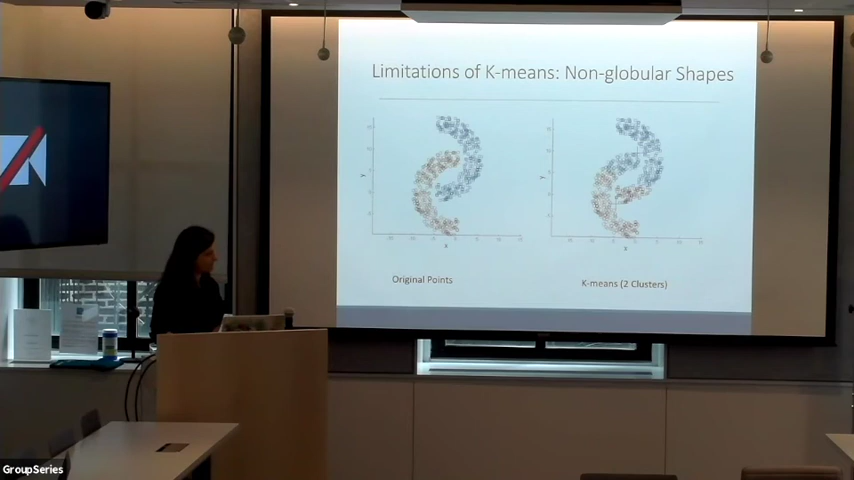 Limitations of K-means: Non-globular Shapes
Y
X
Original Points
Y
X
K-means (2 Clusters)
GroupSeries